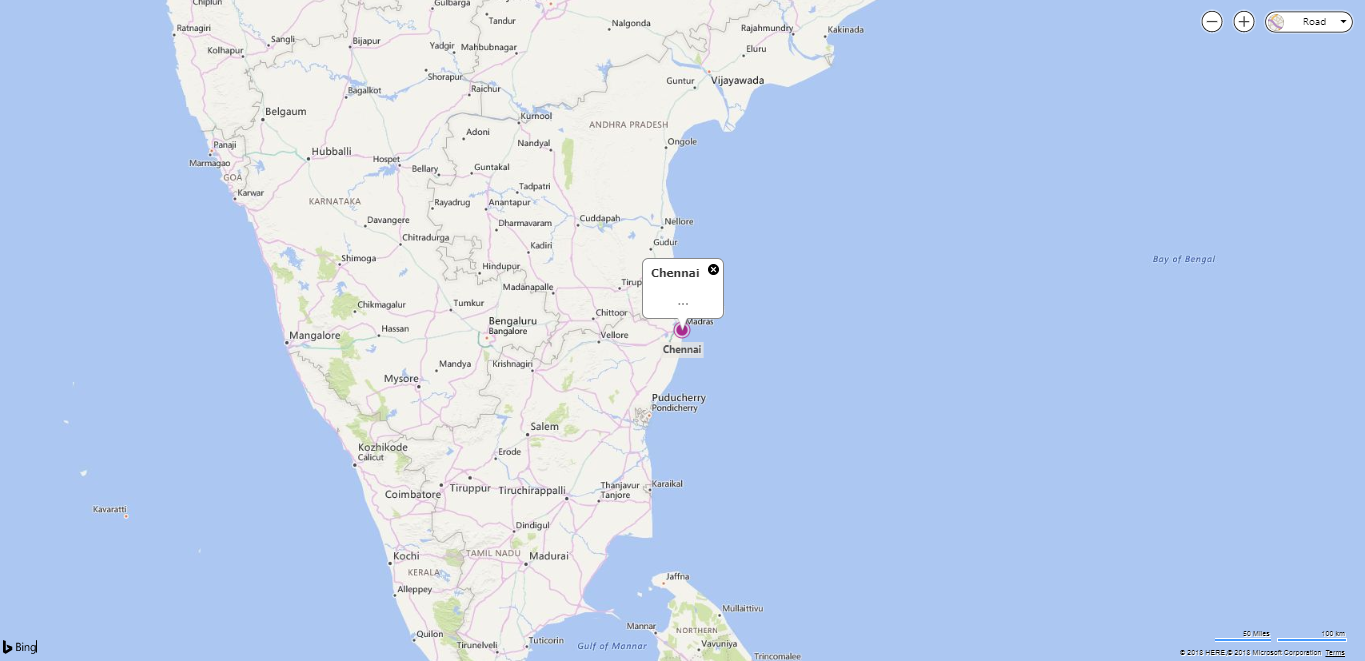 Chiplun
Gulbarga
Tandur
Nalgonda
Rajahmundry
Kakinada
Road
Ratnagiri
Sangli
Bijapur
Yadgir
Mahbubnagar
Eluru
Kolhapur
Shorapur
Guntur
Vijayawada
Bagalkot
Raichur
Belgaum
Kurnool
ANDHRA PRADESH
Adoni
Panaji
Hubballi
Nandyal
Ongole
Marmagao
Hospet
Bellary
Guntakal
GOA
Tadpatri
Karwar
KARNATAKA
Rayadrug
Anantapur
Davangere
Dharmavaram
Cuddapah
Nellore
Chitradurga
Kadiri
Gudur
Shimoga
Hindupur
Bay of Bengal
Chennai
Madanapalle
Tirup
...
Chikmagalur
Tumkur
Chittoor
Madras
Bengaluru
Bangalore
Hassan
Mangalore
Vellore
Chennai
Mandya
Krishnagiri
Mysore
Puducherry
Pondicherry
Salem
Kozhikode
Calicut
Erode
Coimbatore
Tiruppur
Tiruchirappalli
Thanjavur
Tanjore
Karaikal
Kavaratti
Dindigul
Kochi
TAMIL NADU
Madurai
KERALA
Jaffria
Alleppey
Mullaittivu
Quilon
Mannar
NORTHERN
Tirunelveli
Tuticorin
Gulf of Mannar
Vavuniya
Trincomalee
Bing
50 Miles
100 km
© 2018 HERE,© 2018 Microsoft Corporation Terms